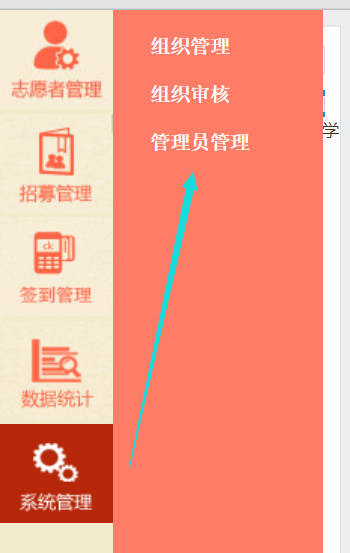 组织管理
组织审核
管理员管理
学
志愿者管理
招募管理
ck
签到管理
数据统计
系统管理